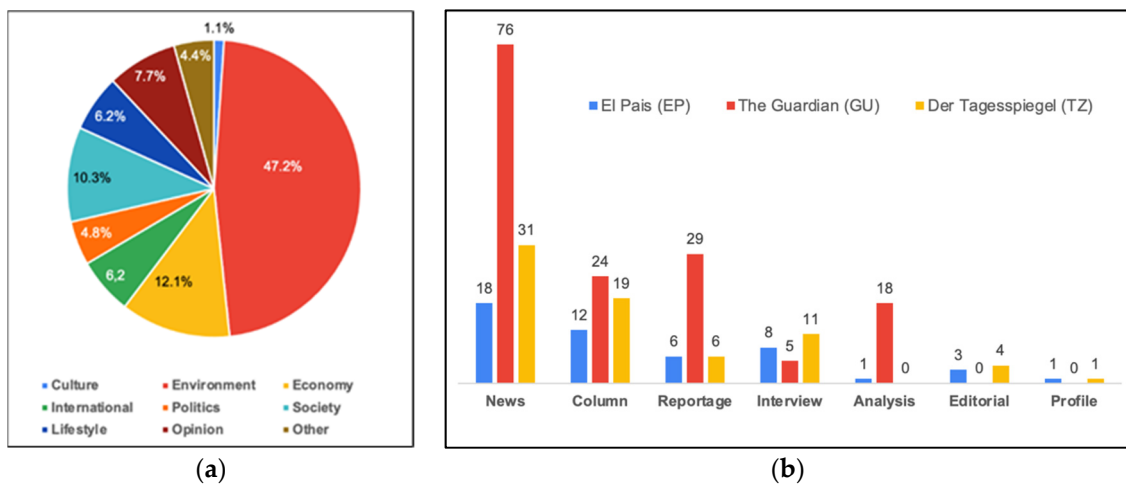 1.1%
4.4%
7.7%
6.2%
10.3%
4.8%
6,2
12.1%
47.2%
Culture Environment Economy
International Politics Society
Lifestyle Opinion Other
(a)
El Pais (EP) The Guardian (GU) Der Tagesspiegel (TZ)
18 76 31
12 24 19
6 29 6
8 5 11
1 18 0
3 0 4
1 0 1
News Column Reportage Interview Analysis Editorial Profile
(b)